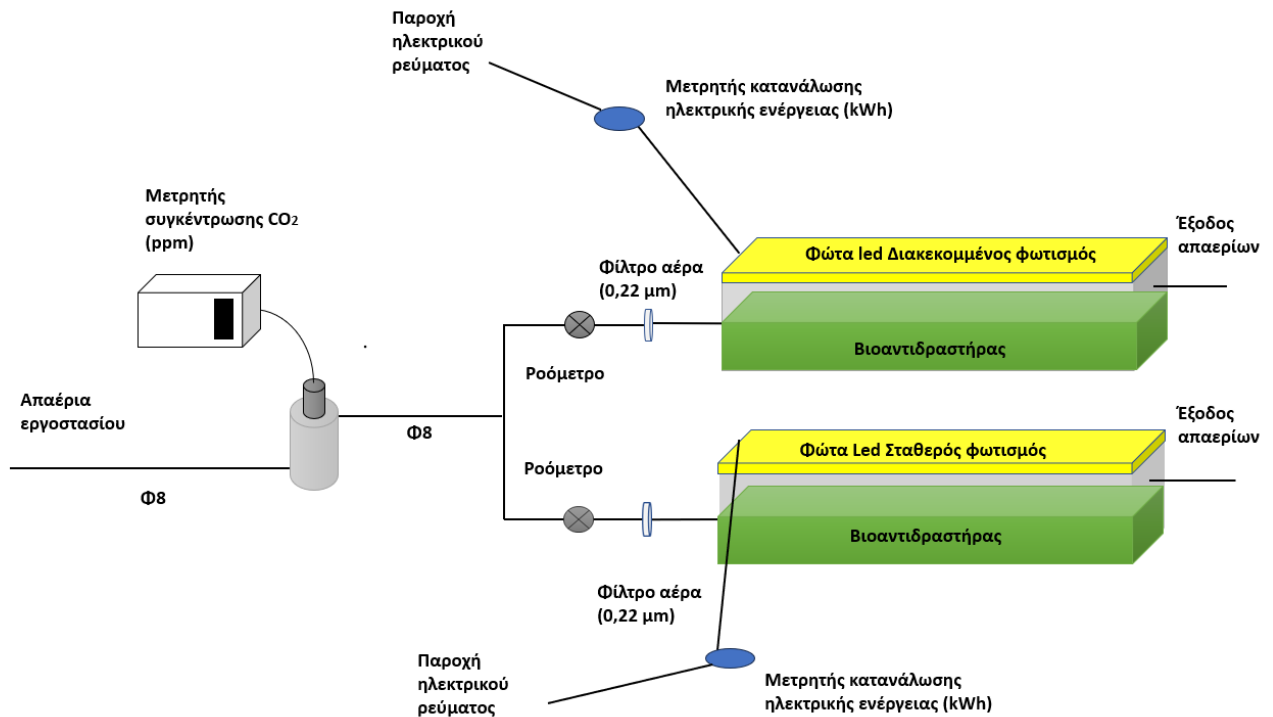 Παροχή
ηλεκτρικού
ρεύματος
Μετρητής κατανάλωσης
ηλεκτρικής ενέργειας (kWh)
Μετρητής
συγκέντρωσης CO2
(ppm)
Φίλτρο αέρα
(0,22 μm)
Φώτα led Διακεκομμένος φωτισμός
Έξοδος
απαερίων
Βιοαντιδραστήρας
Ροόμετρο
Απαέρια
εργοστασίου
Φ8
Φ8
Ροόμετρο
Φώτα Led Σταθερός φωτισμός
Έξοδος
απαερίων
Βιοαντιδραστήρας
Φίλτρο αέρα
(0,22 μm)
Παροχή
ηλεκτρικού
ρεύματος
Μετρητής κατανάλωσης
ηλεκτρικής ενέργειας (kWh)